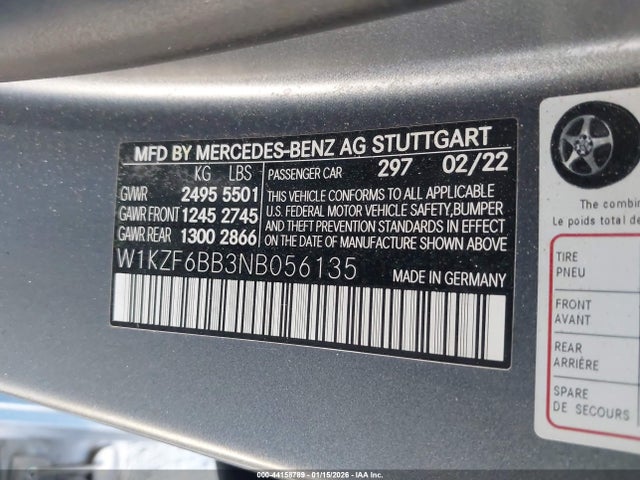 MFD BY MERCEDES-BENZ AG STUTTGART
KG LBS PASSENGER CAR 297 02/22
GVWR 2495 5501
GAWR FRONT 1245 2745
GAWR REAR 1300 2866
THIS VEHICLE CONFORMS TO ALL APPLICABLE
U.S. FEDERAL MOTOR VEHICLE SAFETY, BUMPER
AND THEFT PREVENTION STANDARDS IN EFFECT
ON THE DATE OF MANUFACTURE SHOWN ABOVE.
W1KZF6BB3NB056135 MADE IN GERMANY
The combin
Le poids total de
TIRE
PNEU
FRONT
AVANT
REAR
ARRIÈRE
SPARE
DE SECOURS
000-44158789 - 01/15/2026 - IAA Inc.